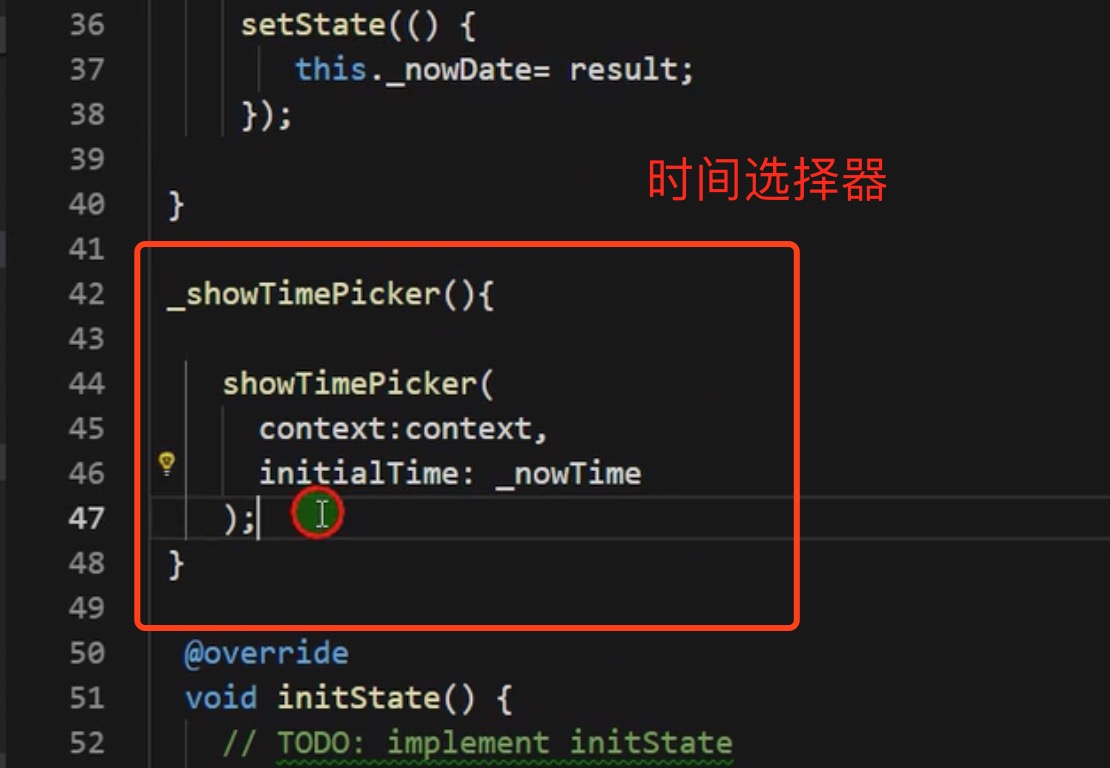 36 setState(() {
37 this._nowDate= result;
38 });
39
时间选择器
40 }
41
42 _showTimePicker(){
43
44 showTimePicker(
45 context:context,
46 initialTime: _nowTime
47 );
48 }
49
50 @override
51 void initState() {
52 // TODO: implement initState